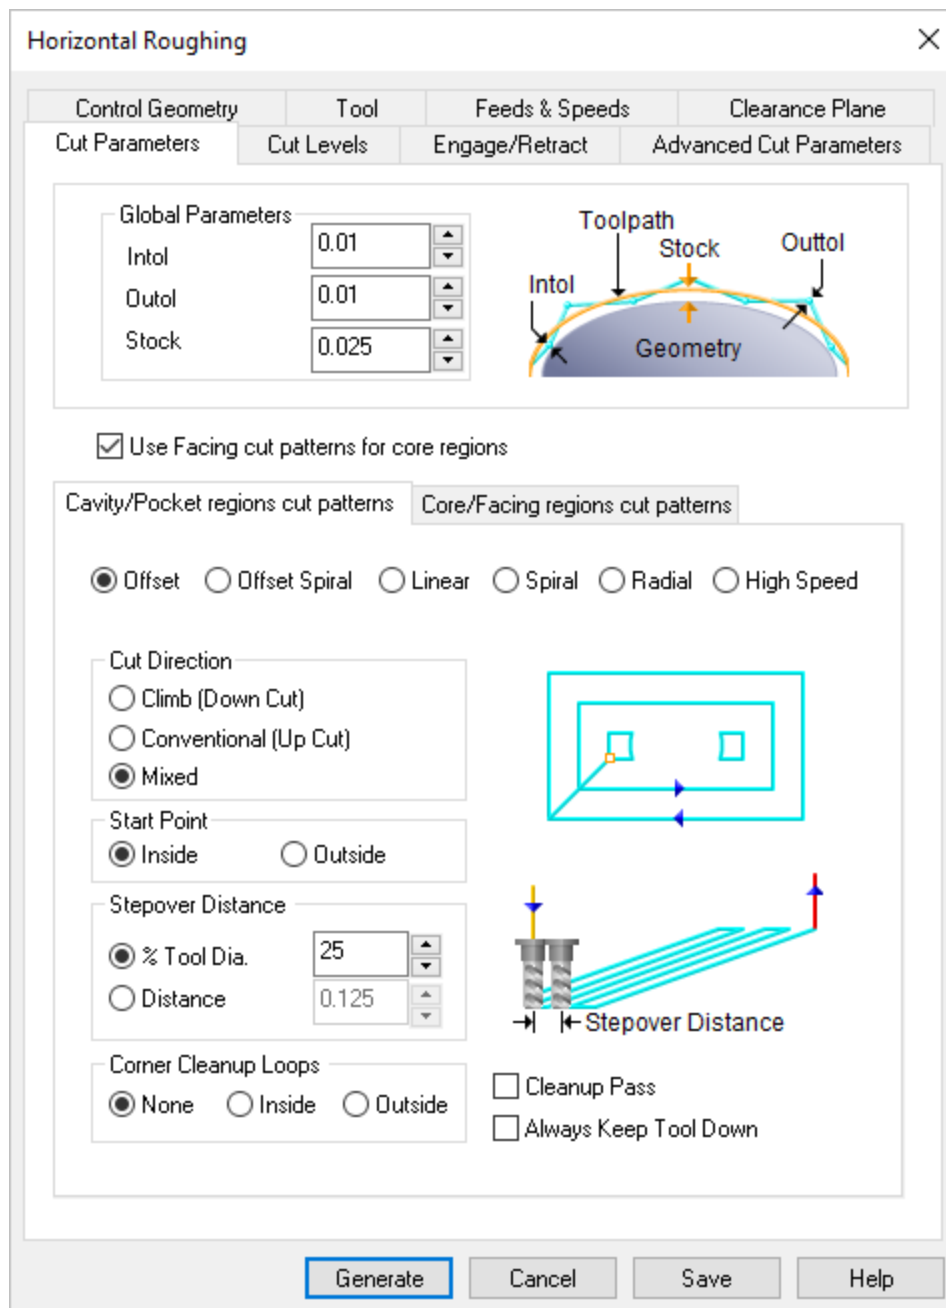 Horizontal Roughing
Control Geometry Tool Feeds & Speeds Clearance Plane
Cut Parameters Cut Levels Engage/Retract Advanced Cut Parameters
Global Parameters
Intol 0.01
Outol 0.01
Stock 0.025
Toolpath
Stock Outtol
Intol
Geometry
Use Facing cut patterns for core regions
Cavity/Pocket regions cut patterns Core/Facing regions cut patterns
Offset Offset Spiral Linear Spiral Radial High Speed
Cut Direction
Climb (Down Cut)
Conventional (Up Cut)
Mixed
Start Point
Inside Outside
Stepover Distance
% Tool Dia. 25
Distance 0.125
Stepover Distance
Corner Cleanup Loops
None Inside Outside
Cleanup Pass
Always Keep Tool Down
Generate Cancel Save Help